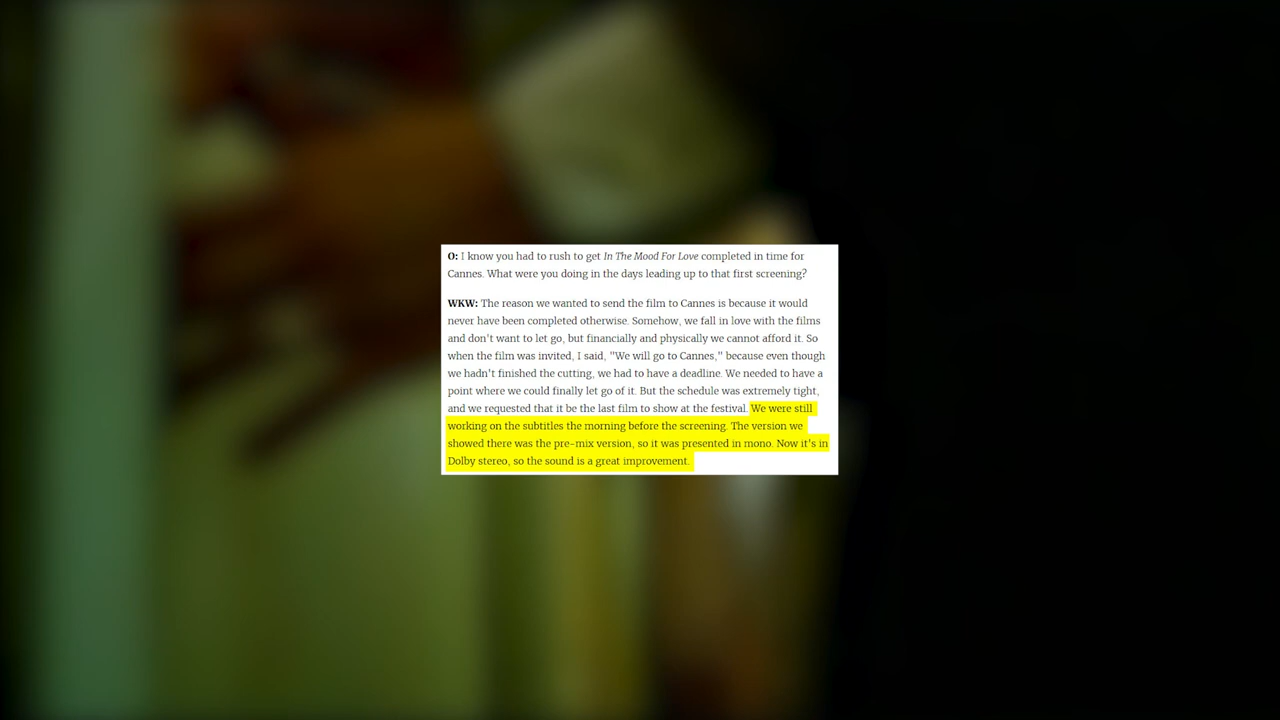 O: I know you had to rush to get In The Mood For Love completed in time for
Cannes. What were you doing in the days leading up to that first screening?
WKW: The reason we wanted to send the film to Cannes is because it would
never have been completed otherwise. Somehow, we fall in love with the films
and don't want to let go, but financially and physically we cannot afford it. So
when the film was invited, I said, "We will go to Cannes," because even though
we hadn't finished the cutting, we had to have a deadline. We needed to have a
point where we could finally let go of it. But the schedule was extremely tight,
and we requested that it be the last film to show at the festival. We were still
working on the subtitles the morning before the screening. The version we
showed there was the pre-mix version, so it was presented in mono. Now it's in
Dolby stereo, so the sound is a great improvement.